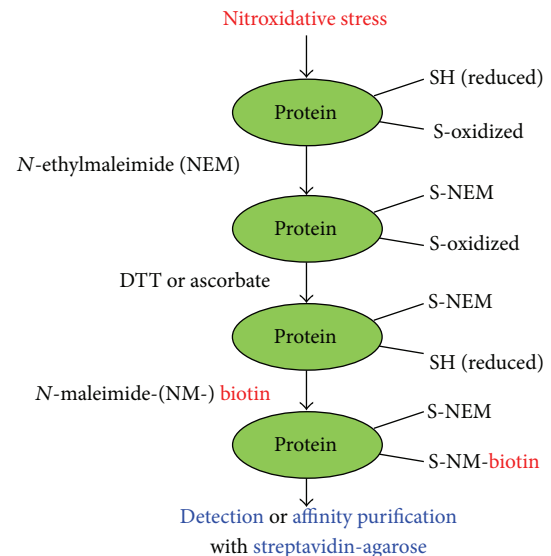 Nitroxidative stress
SH (reduced)
Protein
S-oxidized
N-ethylmaleimide (NEM)
S-NEM
Protein
S-oxidized
DTT or ascorbate
S-NEM
Protein
SH (reduced)
N-maleimide-(NM-) biotin
S-NEM
Protein
S-NM-biotin
Detection or affinity purification
with streptavidin-agarose